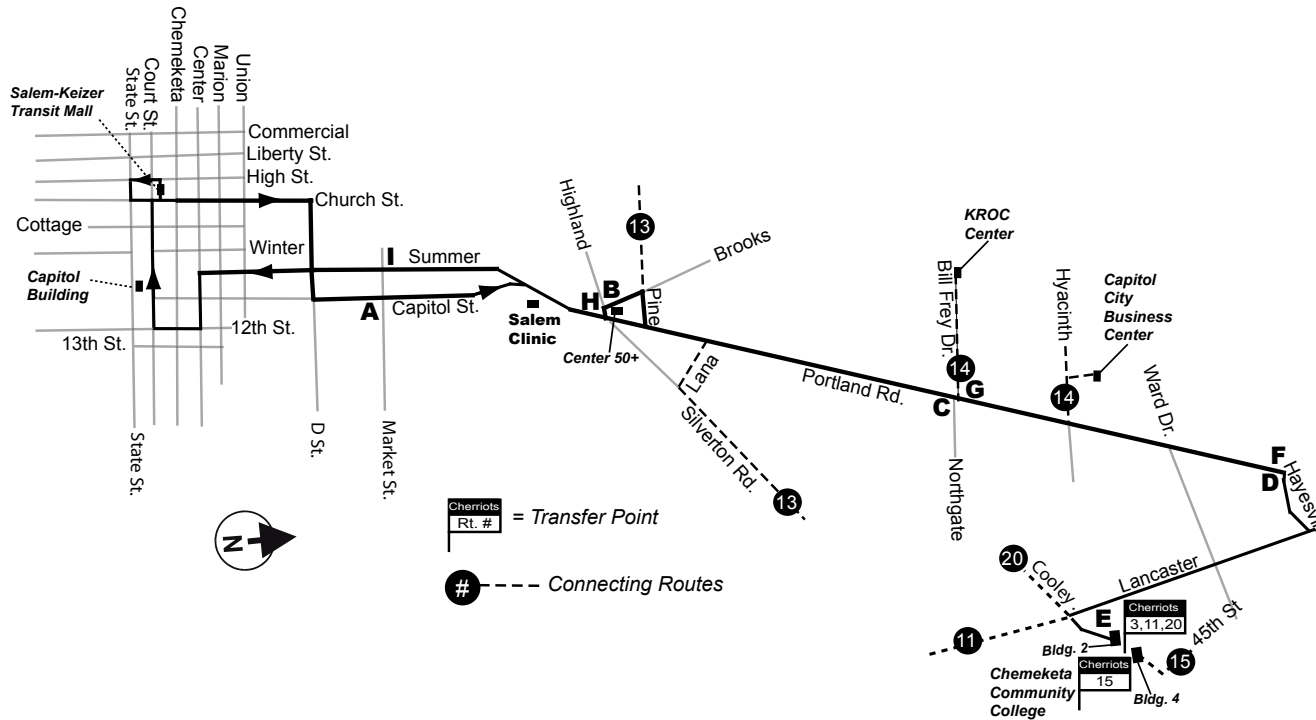 State St.
Court St.
Chemeketa
Center
Marion
Union
Salem-Keizer
Transit Mall
Commercial
Liberty St.
High St.
Church St.
Cottage
Winter
I
Summer
Capitol
Building
A
Capitol St.
12th St.
13th St.
State St.
D St.
Market St.
Salem
Clinic
Highland
13
Brooks
B
H
Pine
Center 50+
Lana
Silverton Rd.
13
Portland Rd.
KROC
Center
Bill Frey Dr.
14
G
C
Northgate
Hyacinth
14
Capitol
City
Business
Center
Ward Dr.
F
D
N
Cherriots
Rt. #
= Transfer Point
#
Connecting Routes
20
Cooley
Lancaster
11
E
Cherriots
3,11,20
45th St
Bldg. 2
15
Cherriots
15
Bldg. 4
Chemeketa
Community
College